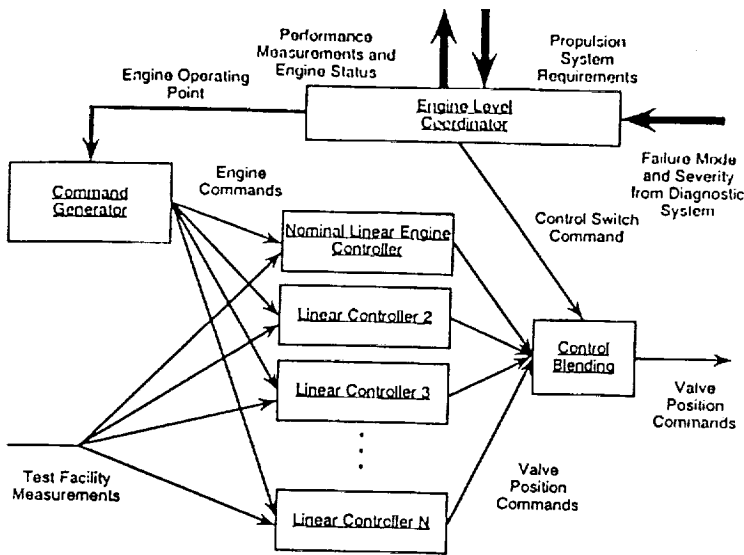 Performance
Measurements and
Engine Status
Propulsion
System
Requirements
Engine Operating
Point
Engine Level
Coordinator
Failure Mode
and Severity
from Diagnostic
System
Command
Generator
Engine
Commands
Control Switch
Command
Nominal Linear Engine
Controller
Linear Controller 2
Linear Controller 3
Control
Blending
Valve
Position
Commands
Test Facility
Measurements
Valve
Position
Commands
Linear Controller N